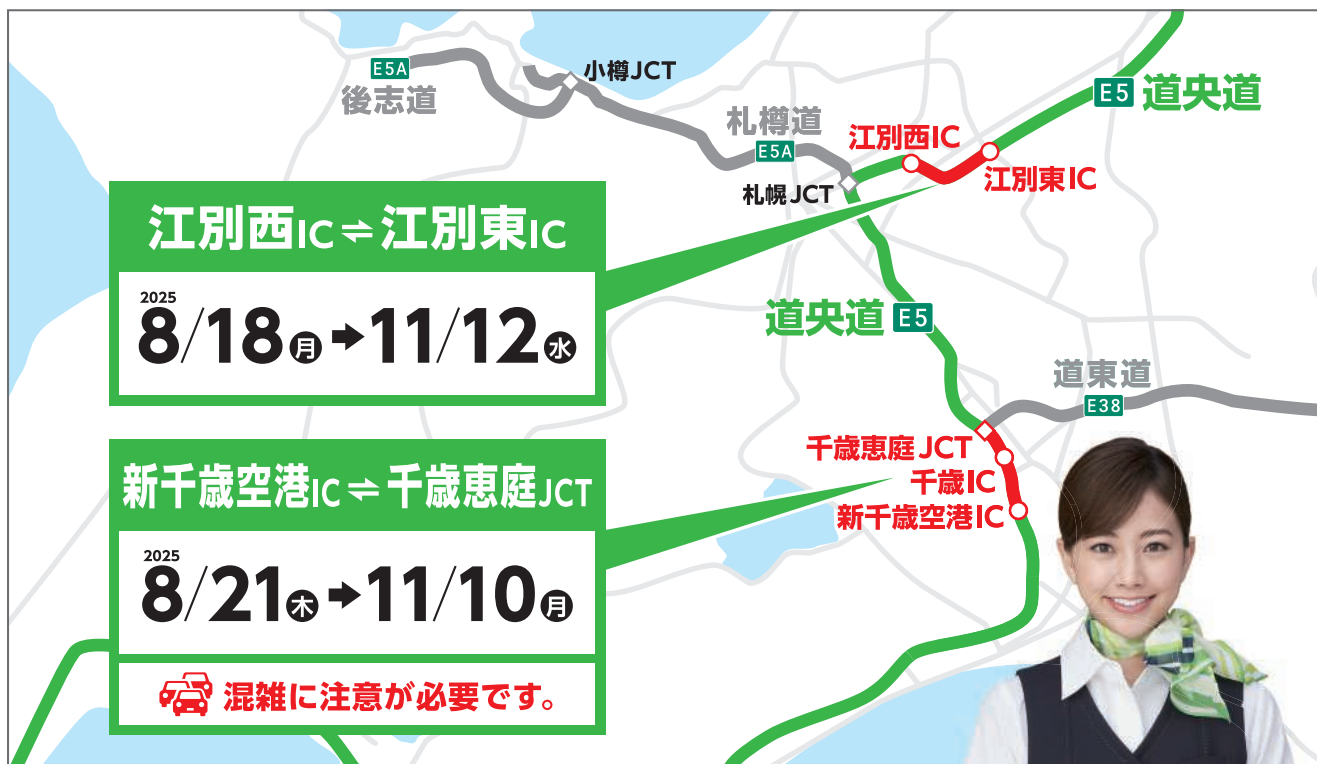 E5A
後志道
小樽JCT
札樽道
E5A
札幌JCT
江別西IC
江別東IC
E5 道央道
江別西IC⇌江別東IC
2025
8/18月➡11/12水
道央道 E5
道東道
E38
千歳恵庭JCT
千歳IC
新千歳空港IC
新千歳空港IC⇌千歳恵庭JCT
2025
8/21木➡11/10月
混雑に注意が必要です。